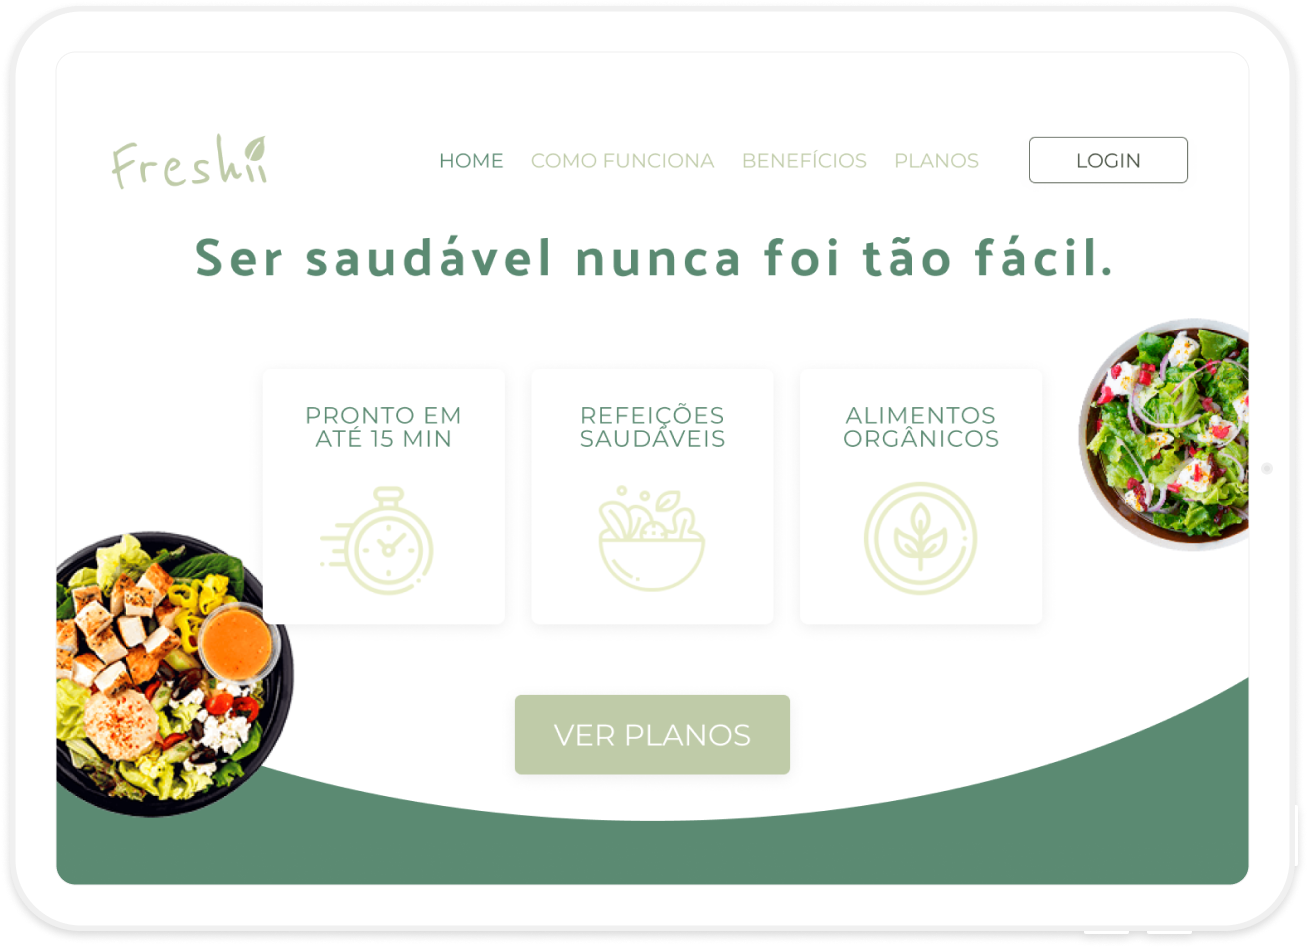 Freshii
HOME COMO FUNCIONA BENEFÍCIOS PLANOS LOGIN
Ser saudável nunca foi tão fácil.
PRONTO EM
ATÉ 15 MIN
REFEIÇÕES
SAUDÁVEIS
ALIMENTOS
ORGÂNICOS
VER PLANOS